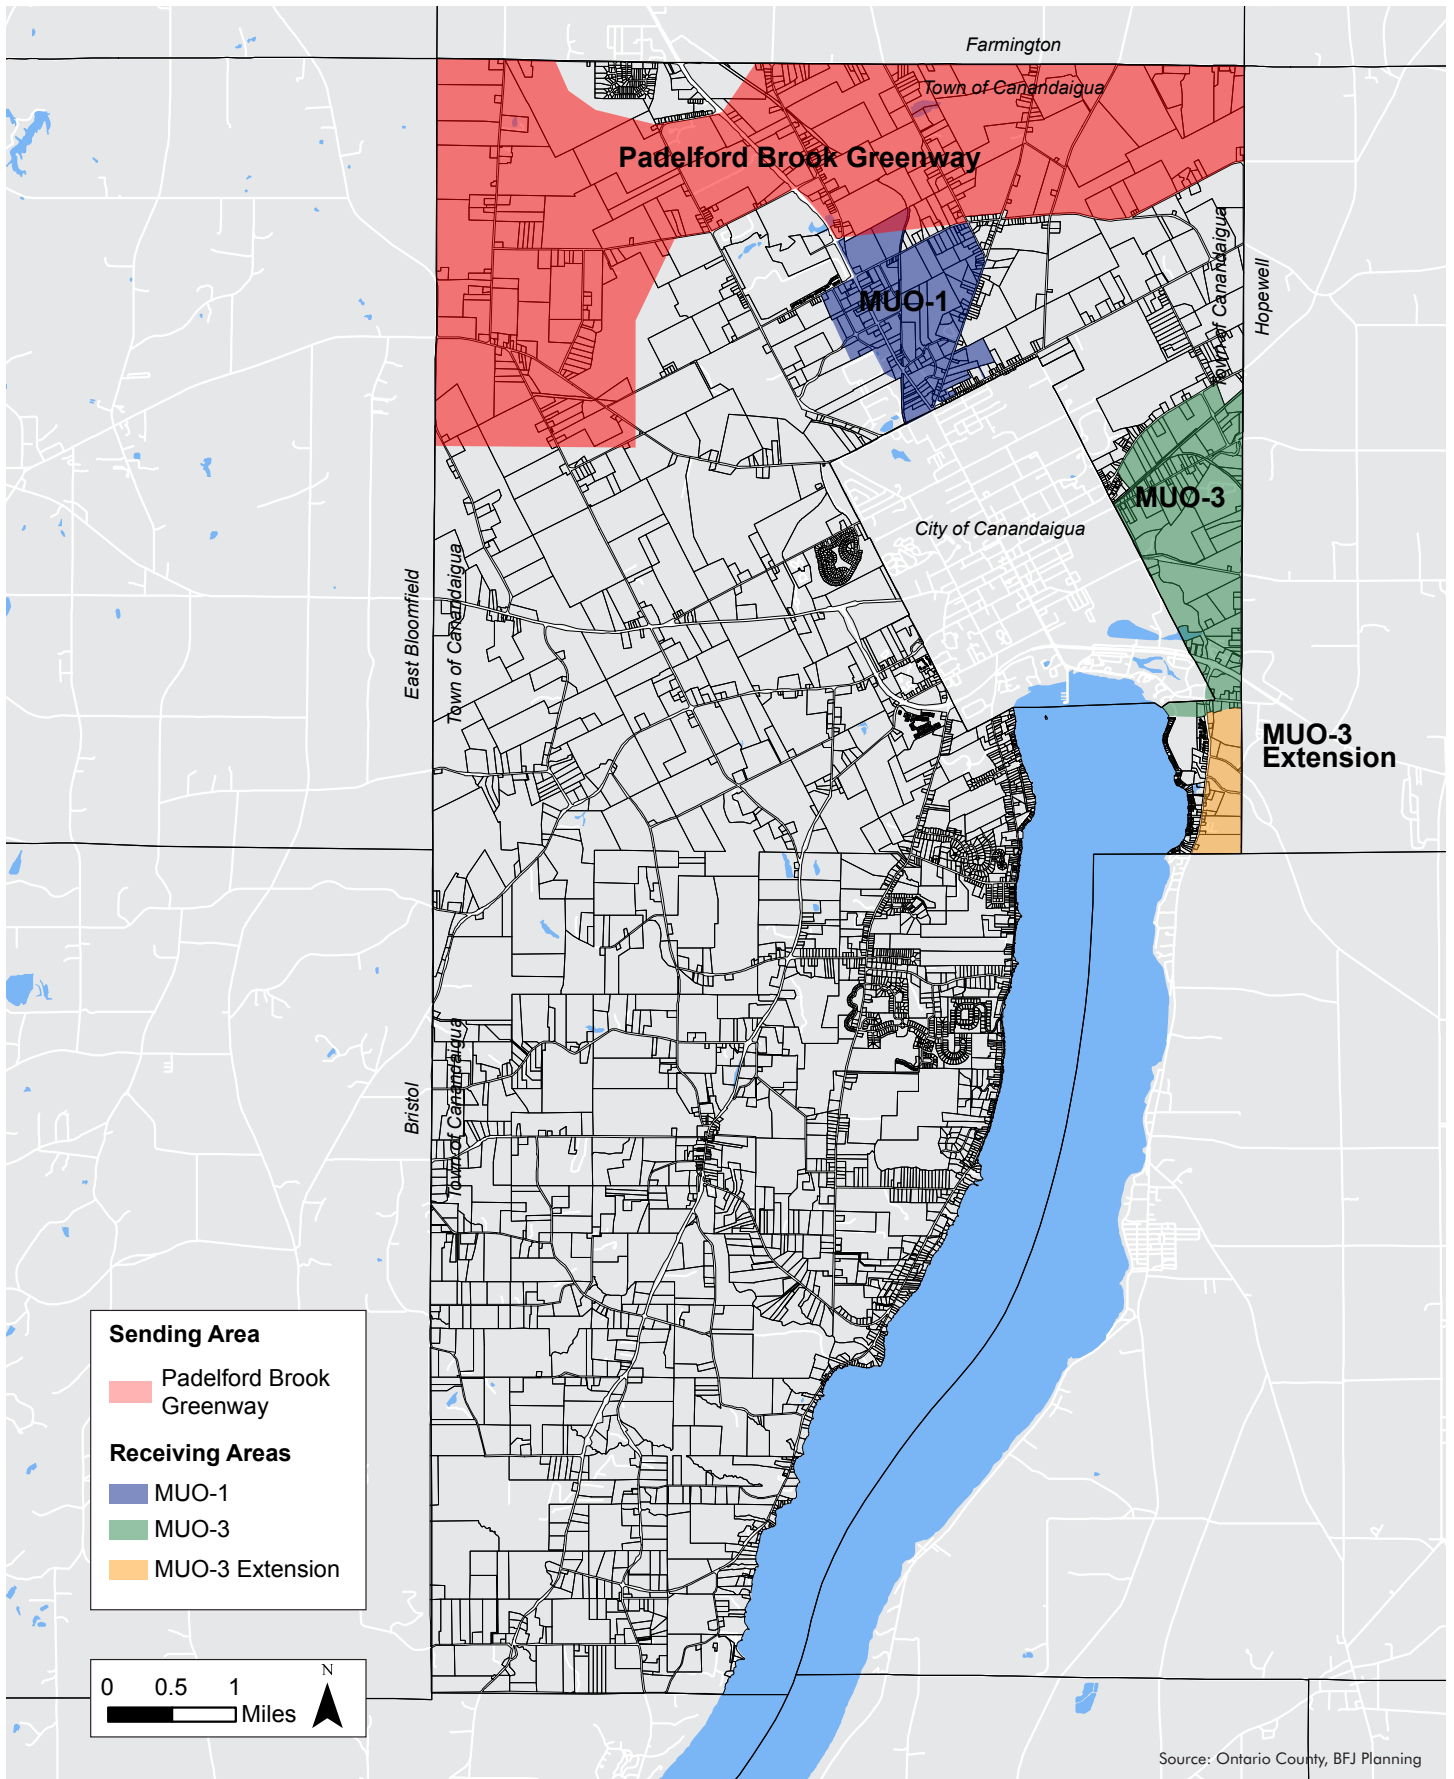 Farmington
Town of Canandaigua
Padelford Brook Greenway
Town of Canandaigua
Hopewell
MUO-1
MUO-3
City of Canandaigua
East Bloomfield
Town of Canandaigua
MUO-3
Extension
Bristol
Town of Canandaigua
Sending Area
Padelford Brook
Greenway
Receiving Areas
MUO-1
MUO-3
MUO-3 Extension
0 0.5 1
Miles
N
Source: Ontario County, BFJ Planning